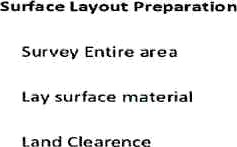 Surface Layout Preparation
Survey Entire area
Lay surface material
Land Clearence